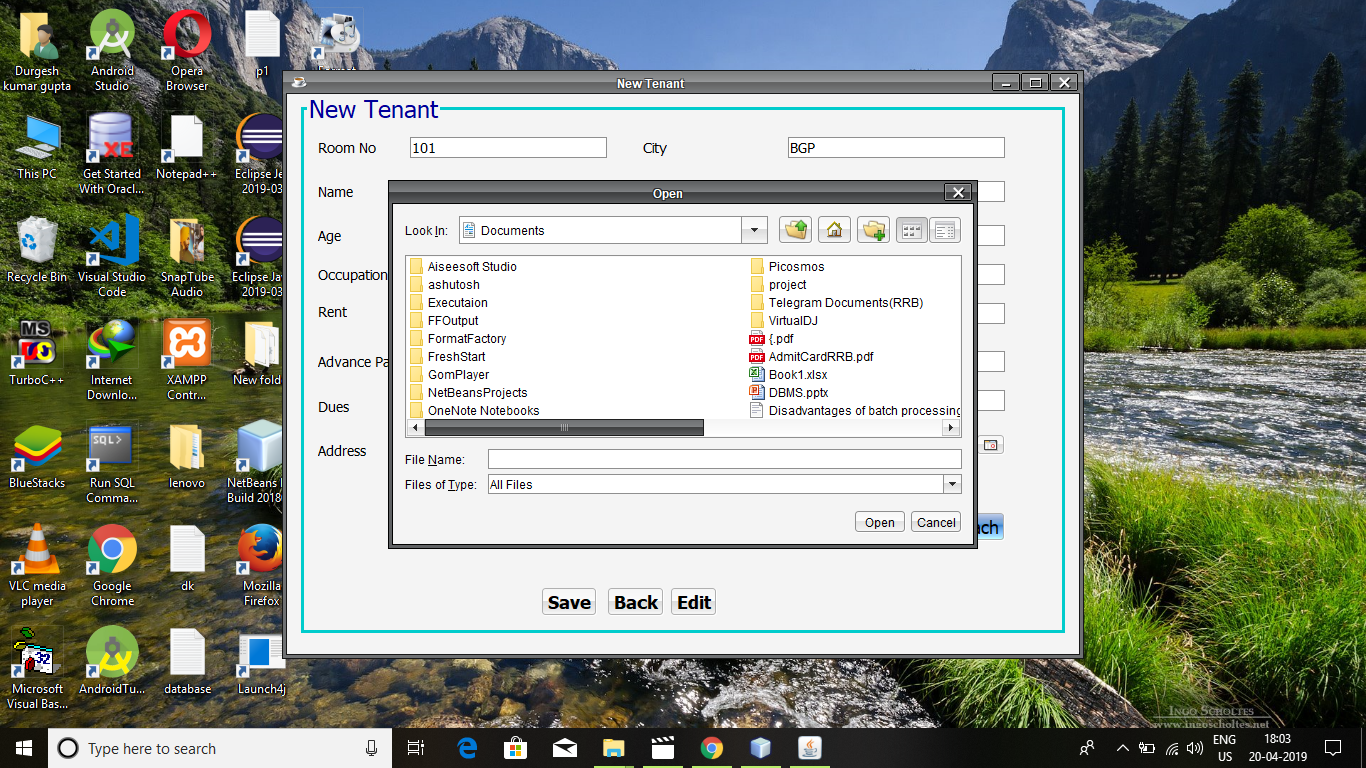 Durgesh
kumar gupta
Android
Studio
Opera
Browser
p1
This PC
Get Started
With Oracl...
Notepad++
Eclipse Je
2019-03
Recycle Bin
Visual Studio
Code
SnapTube
Audio
Eclipse Ja
2019-03
MS
TurboC++
Internet
Downlo...
XAMPP
Contr...
New fold
BlueStacks
SQL>
Run SQL
Comma...
lenovo
NetBeans I
Build 2018
VLC media
player
Google
Chrome
dk
Mozilla
Firefox
32
Microsoft
Visual Bas...
AndroidTu...
database
Launch4j
New Tenant
New Tenant
Room No
101
City
BGP
Name
Age
Occupation
Rent
Advance Pa
Dues
Address
ach
Save
Back
Edit
Open
Look In:
Documents
Aiseesoft Studio
ashutosh
Executaion
FFOutput
FormatFactory
FreshStart
GomPlayer
NetBeansProjects
OneNote Notebooks
Picosmos
project
Telegram Documents(RRB)
VirtualDJ
PDF {.pdf
PDF AdmitCardRRB.pdf
Book1.xlsx
DBMS.pptx
Disadvantages of batch processing
File Name:
Files of Type:
All Files
Open
Cancel
Ingo Scholtes
www.ingoscholtes.net
Type here to search
ENG
US
18:03
20-04-2019